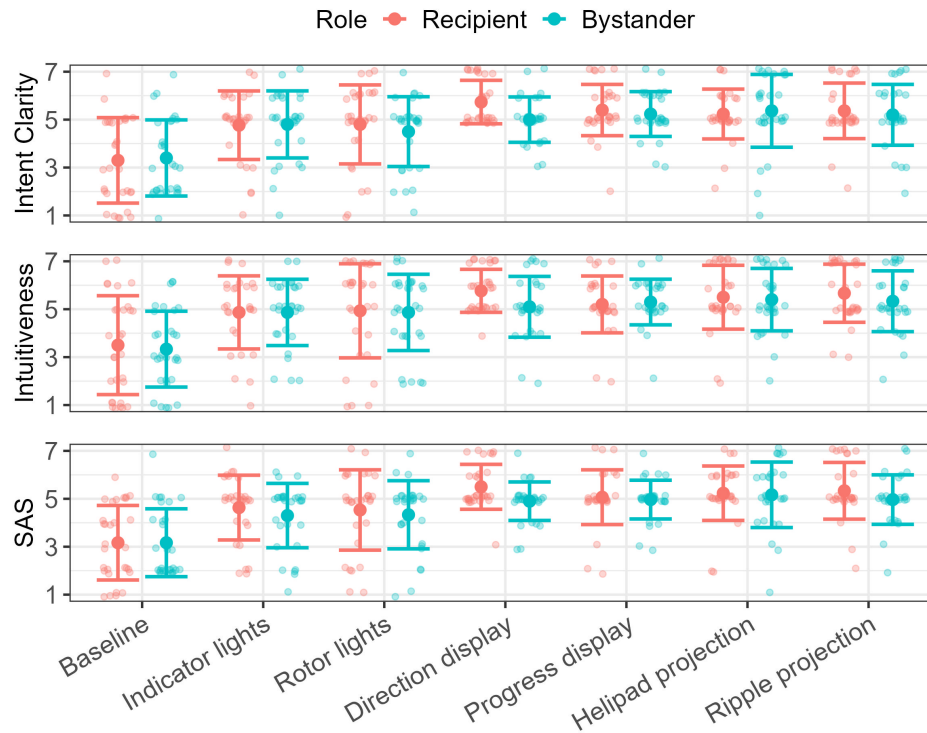 Role Recipient Bystander
Intent Clarity
7
5
3
1
Intuitiveness
7
5
3
1
SAS
7
5
3
1
Baseline
Indicator lights
Rotor lights
Direction display
Progress display
Helipad projection
Ripple projection